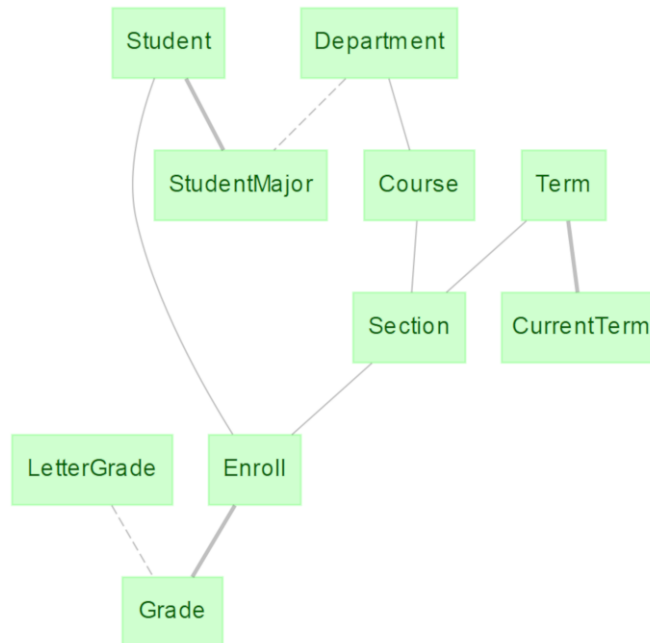 Student
Department
StudentMajor
Course
Term
Section
CurrentTerm
LetterGrade
Enroll
Grade